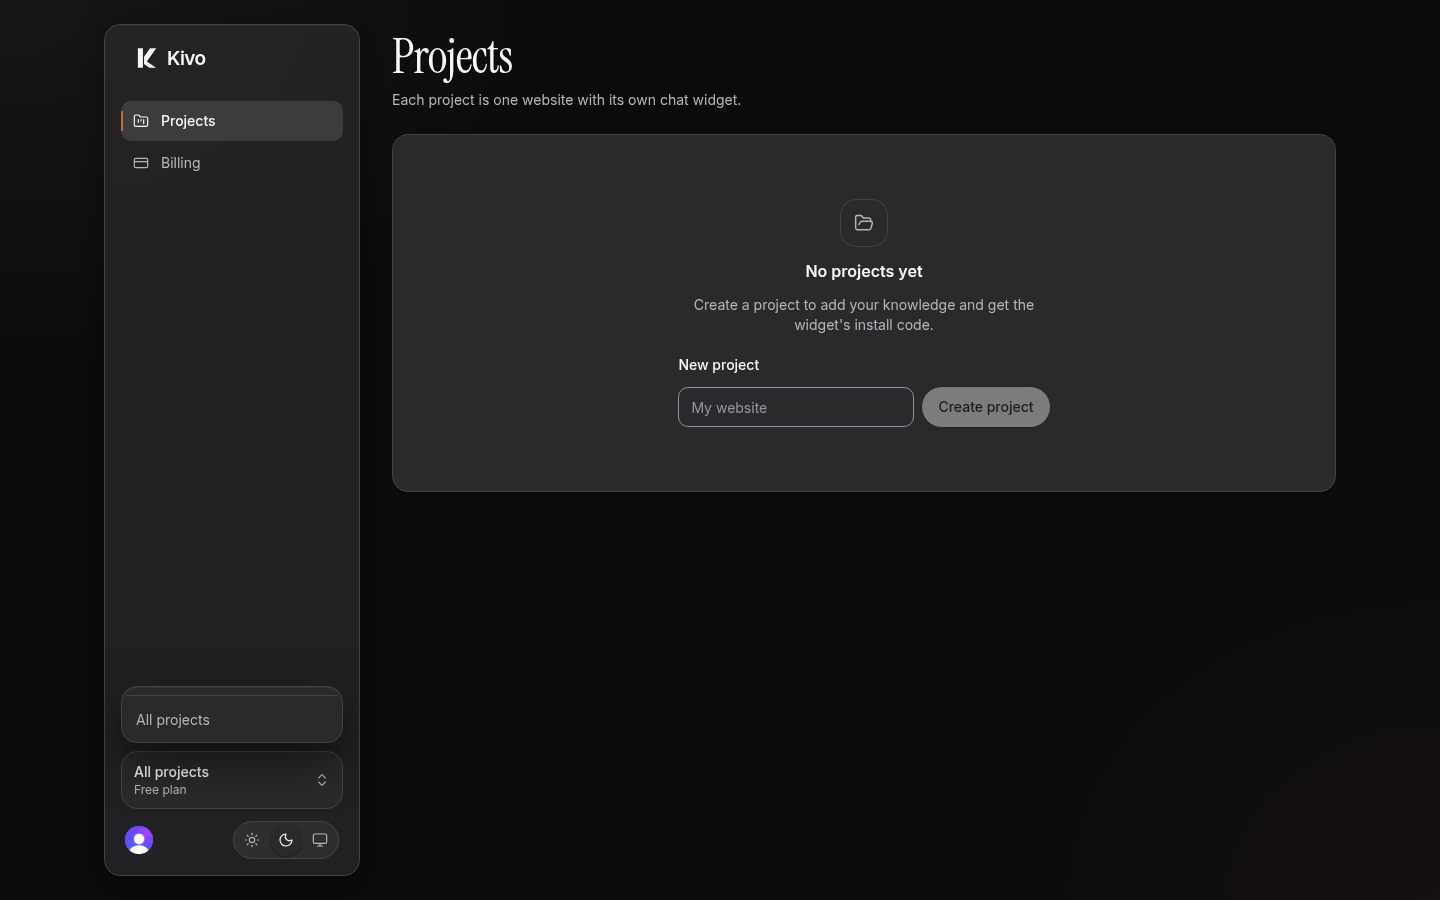 Kivo
Projects
Billing
All projects
All projects
Free plan
Projects
Each project is one website with its own chat widget.
No projects yet
Create a project to add your knowledge and get the
widget's install code.
New project
My website
Create project